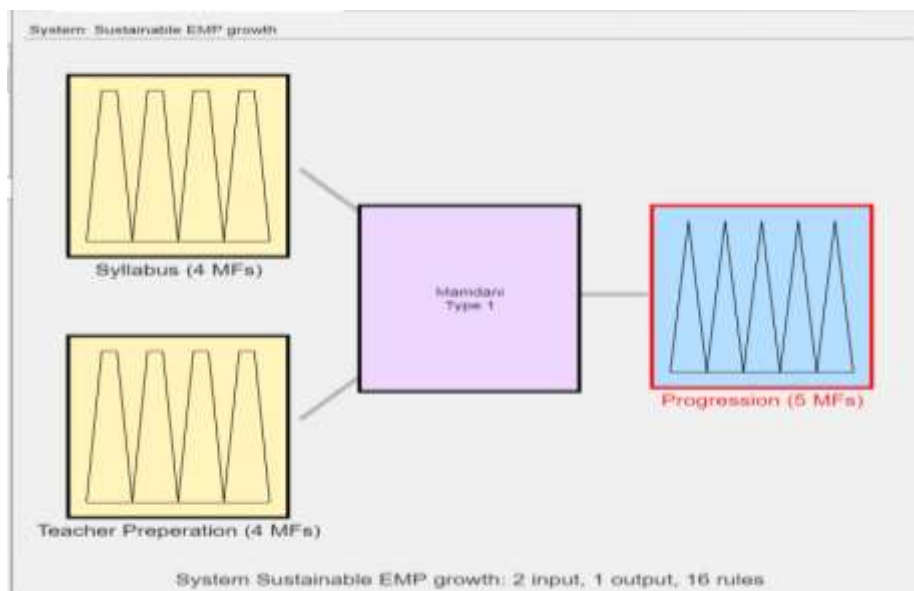 System: Sustainable EMP growth
Syllabus (4 MFs)
Mamdani
Type 1
Progression (5 MFs)
Teacher Preperation (4 MFs)
System Sustainable EMP growth: 2 input, 1 output, 16 rules